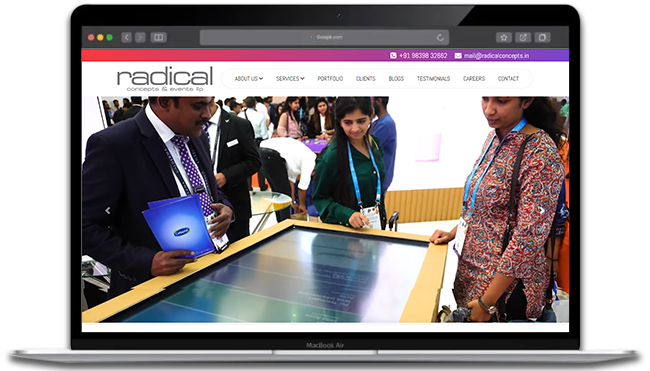 Google.com
+91 98398 32662 mail@radicalconcepts.in
radical
concepts & events llp
ABOUT US SERVICES PORTFOLIO CLIENTS BLOGS TESTIMONIALS CAREERS CONTACT
MacBook Air